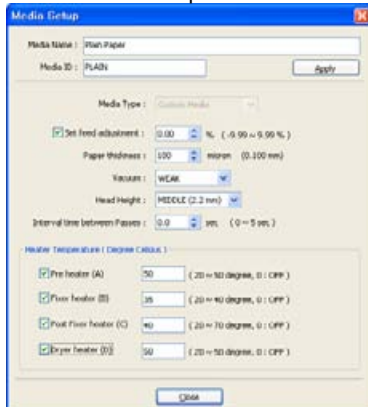 Media Setup
Media Name : Plain Paper
Media ID : PLAIN
Apply
Media Type : Custom Media
Set feed adjustment : 0.00 % ( -9.99 ~ 9.99 % )
Paper thickness : 100 micron (0.100 mm)
Vacuum : WEAK
Head Height : MIDDLE (2.2 mm)
Interval time between Passes : 0.0 sec ( 0 ~ 5 sec )
Heater Temperature ( Degree Celsius )
Pre heater (A) 50 ( 20 ~ 50 degree, 0 : OFF )
Fixer heater (B) 35 ( 20 ~ 40 degree, 0 : OFF )
Post Fixer heater (C) 40 ( 20 ~ 70 degree, 0 : OFF )
Dryer heater (D) 50 ( 20 ~ 50 degree, 0 : OFF )
Close